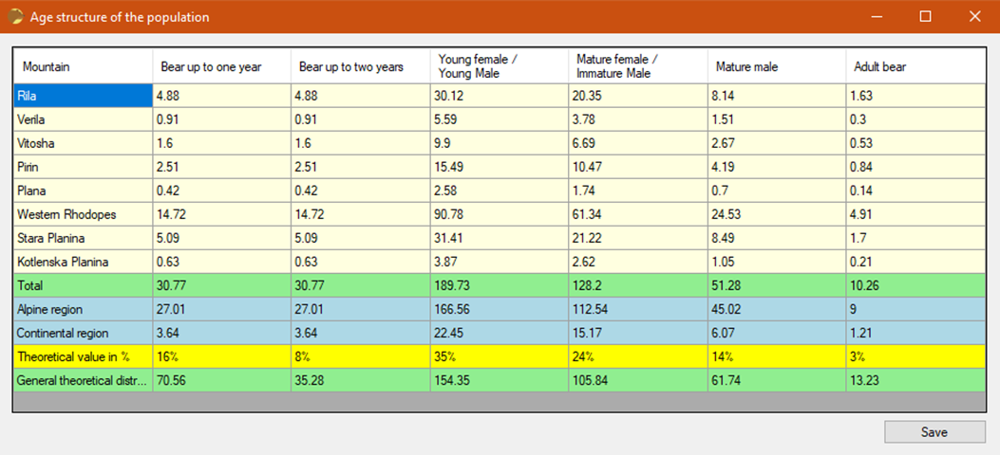 Age structure of the population
Mountain Bear up to one year Bear up to two years Young female / Young Male Mature female / Immature Male Mature male Adult bear
Rila 4.88 4.88 30.12 20.35 8.14 1.63
Verila 0.91 0.91 5.59 3.78 1.51 0.3
Vitosha 1.6 1.6 9.9 6.69 2.67 0.53
Pirin 2.51 2.51 15.49 10.47 4.19 0.84
Plana 0.42 0.42 2.58 1.74 0.7 0.14
Western Rhodopes 14.72 14.72 90.78 61.34 24.53 4.91
Stara Planina 5.09 5.09 31.41 21.22 8.49 1.7
Kotlenska Planina 0.63 0.63 3.87 2.62 1.05 0.21
Total 30.77 30.77 189.73 128.2 51.28 10.26
Alpine region 27.01 27.01 166.56 112.54 45.02 9
Continental region 3.64 3.64 22.45 15.17 6.07 1.21
Theoretical value in % 16% 8% 35% 24% 14% 3%
General theoretical distr... 70.56 35.28 154.35 105.84 61.74 13.23
Save